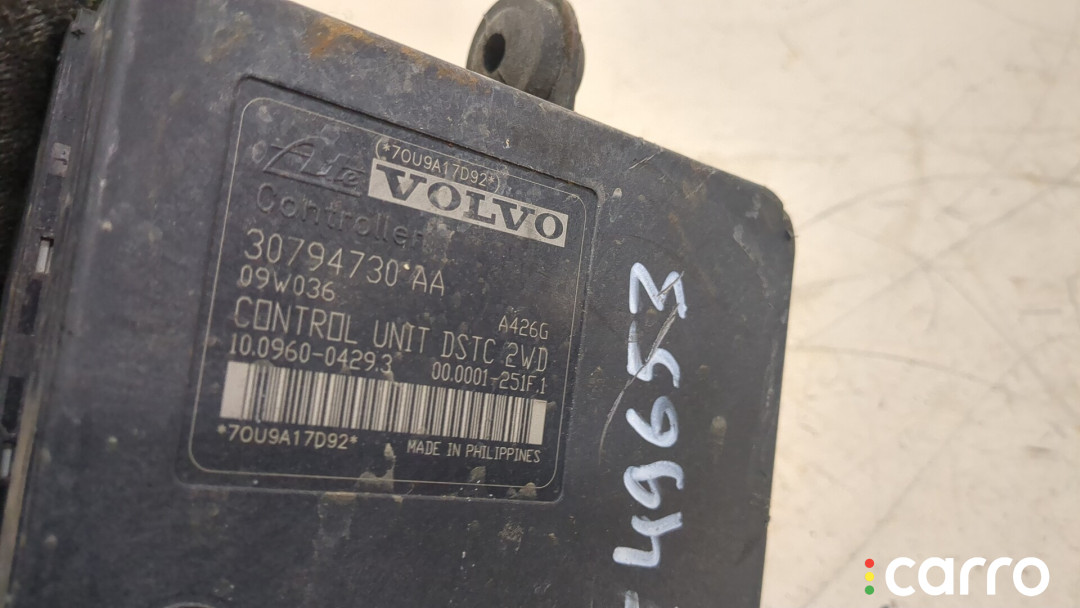 (*70U9A17D92*)
Ate VOLVO
Controller
30794730 AA
09W036 A426G
CONTROL UNIT DSTC 2WD
10.0960-0429.3 00.0001-251F.1
*70U9A17D92* MADE IN PHILIPPINES
49653
carro